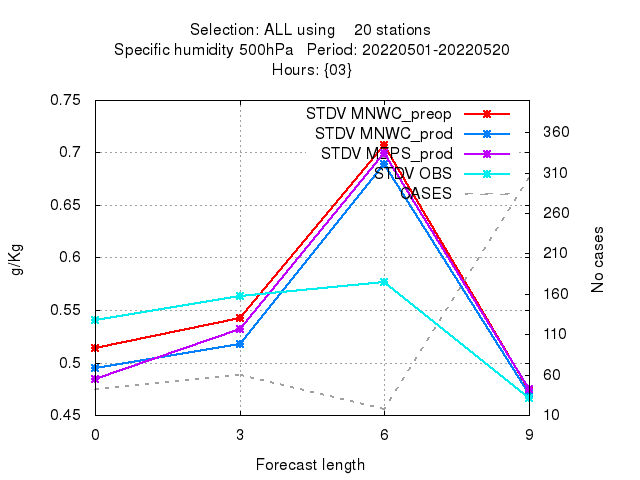 Selection: ALL using 20 stations
Specific humidity 500hPa Period: 20220501-20220520
Hours: {03}
STDV MNWC_preop
STDV MNWC_prod
STDV MEPS_prod
STDV OBS
CASES
0.75
0.7
0.65
0.6
0.55
0.5
0.45
g/Kg
360
310
260
210
160
110
60
10
No cases
0 3 6 9
Forecast length